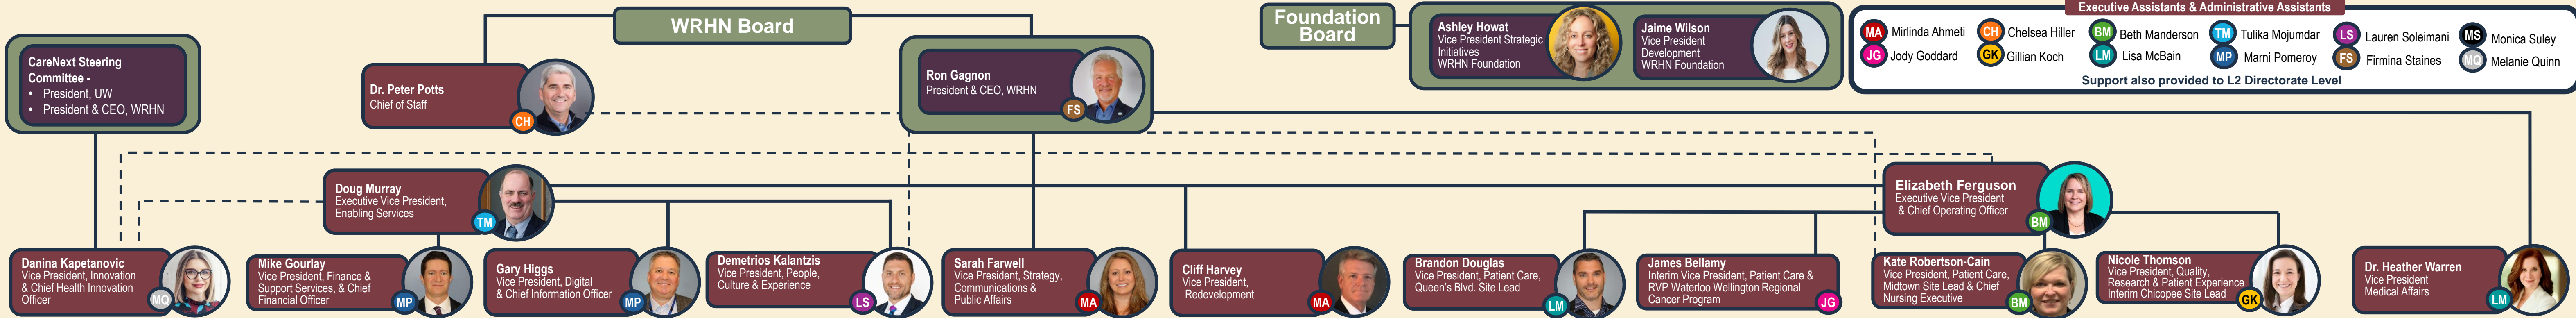 WRHN Board
Foundation
Board
Ashley Howat
Vice President Strategic
Initiatives
WRHN Foundation
Jaime Wilson
Vice President
Development
WRHN Foundation
Executive Assistants & Administrative Assistants
MA Mirlinda Ahmeti
CH Chelsea Hiller
BM Beth Manderson
TM Tulika Mojumdar
LS Lauren Soleimani
MS Monica Suley
JG Jody Goddard
GK Gillian Koch
LM Lisa McBain
MP Marni Pomeroy
FS Firmina Staines
MQ Melanie Quinn
Support also provided to L2 Directorate Level
CareNext Steering
Committee -
• President, UW
• President & CEO, WRHN
Dr. Peter Potts
Chief of Staff
CH
Ron Gagnon
President & CEO, WRHN
FS
Doug Murray
Executive Vice President,
Enabling Services
TM
Elizabeth Ferguson
Executive Vice President
& Chief Operating Officer
BM
Danina Kapetanovic
Vice President, Innovation
& Chief Health Innovation
Officer
MQ
Mike Gourlay
Vice President, Finance &
Support Services, & Chief
Financial Officer
MP
Gary Higgs
Vice President, Digital
& Chief Information Officer
MP
Demetrios Kalantzis
Vice President, People,
Culture & Experience
LS
Sarah Farwell
Vice President, Strategy,
Communications &
Public Affairs
MA
Cliff Harvey
Vice President,
Redevelopment
MA
Brandon Douglas
Vice President, Patient Care,
Queen's Blvd. Site Lead
LM
James Bellamy
Interim Vice President, Patient Care &
RVP Waterloo Wellington Regional
Cancer Program
JG
Kate Robertson-Cain
Vice President, Patient Care,
Midtown Site Lead & Chief
Nursing Executive
BM
Nicole Thomson
Vice President, Quality,
Research & Patient Experience
Interim Chicopee Site Lead
GK
Dr. Heather Warren
Vice President
Medical Affairs
LM